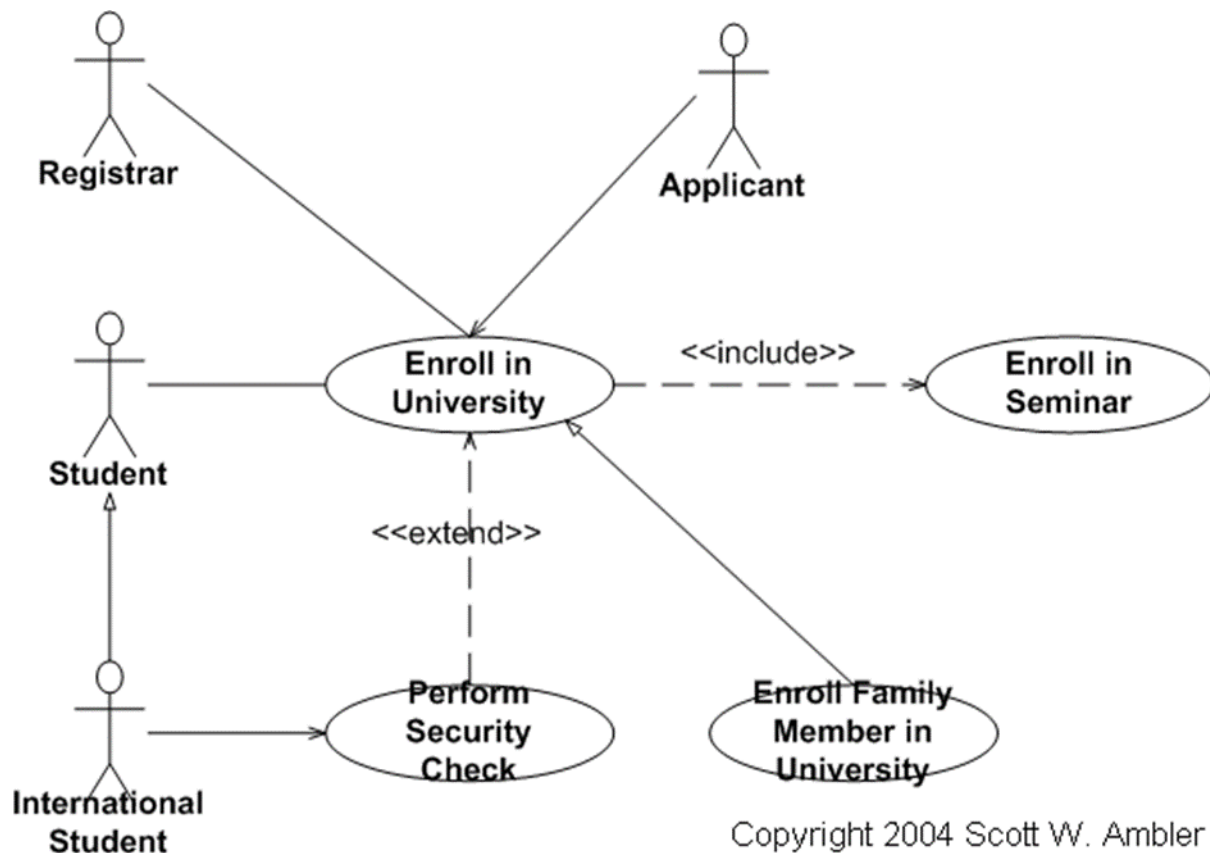 Registrar
Applicant
Enroll in
University
<<include>>
Enroll in
Seminar
Student
<<extend>>
Perform
Security
Check
Enroll Family
Member in
University
International
Student
Copyright 2004 Scott W. Ambler